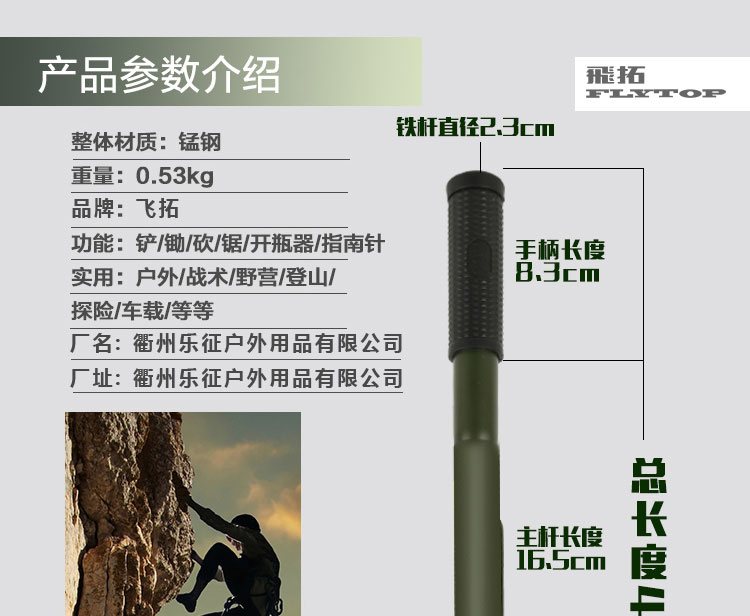 产品参数介绍
飛拓
FLYTOP
铁杆直径2.3cm
整体材质：锰钢
重量：0.53kg
品牌：飞拓
功能：铲/锄/砍/锯/开瓶器/指南针
实用：户外/战术/野营/登山/
探险/车载/等等
厂名：衢州乐征户外用品有限公司
厂址：衢州乐征户外用品有限公司
手柄长度
8.3cm
主杆长度
16.5cm
总长度